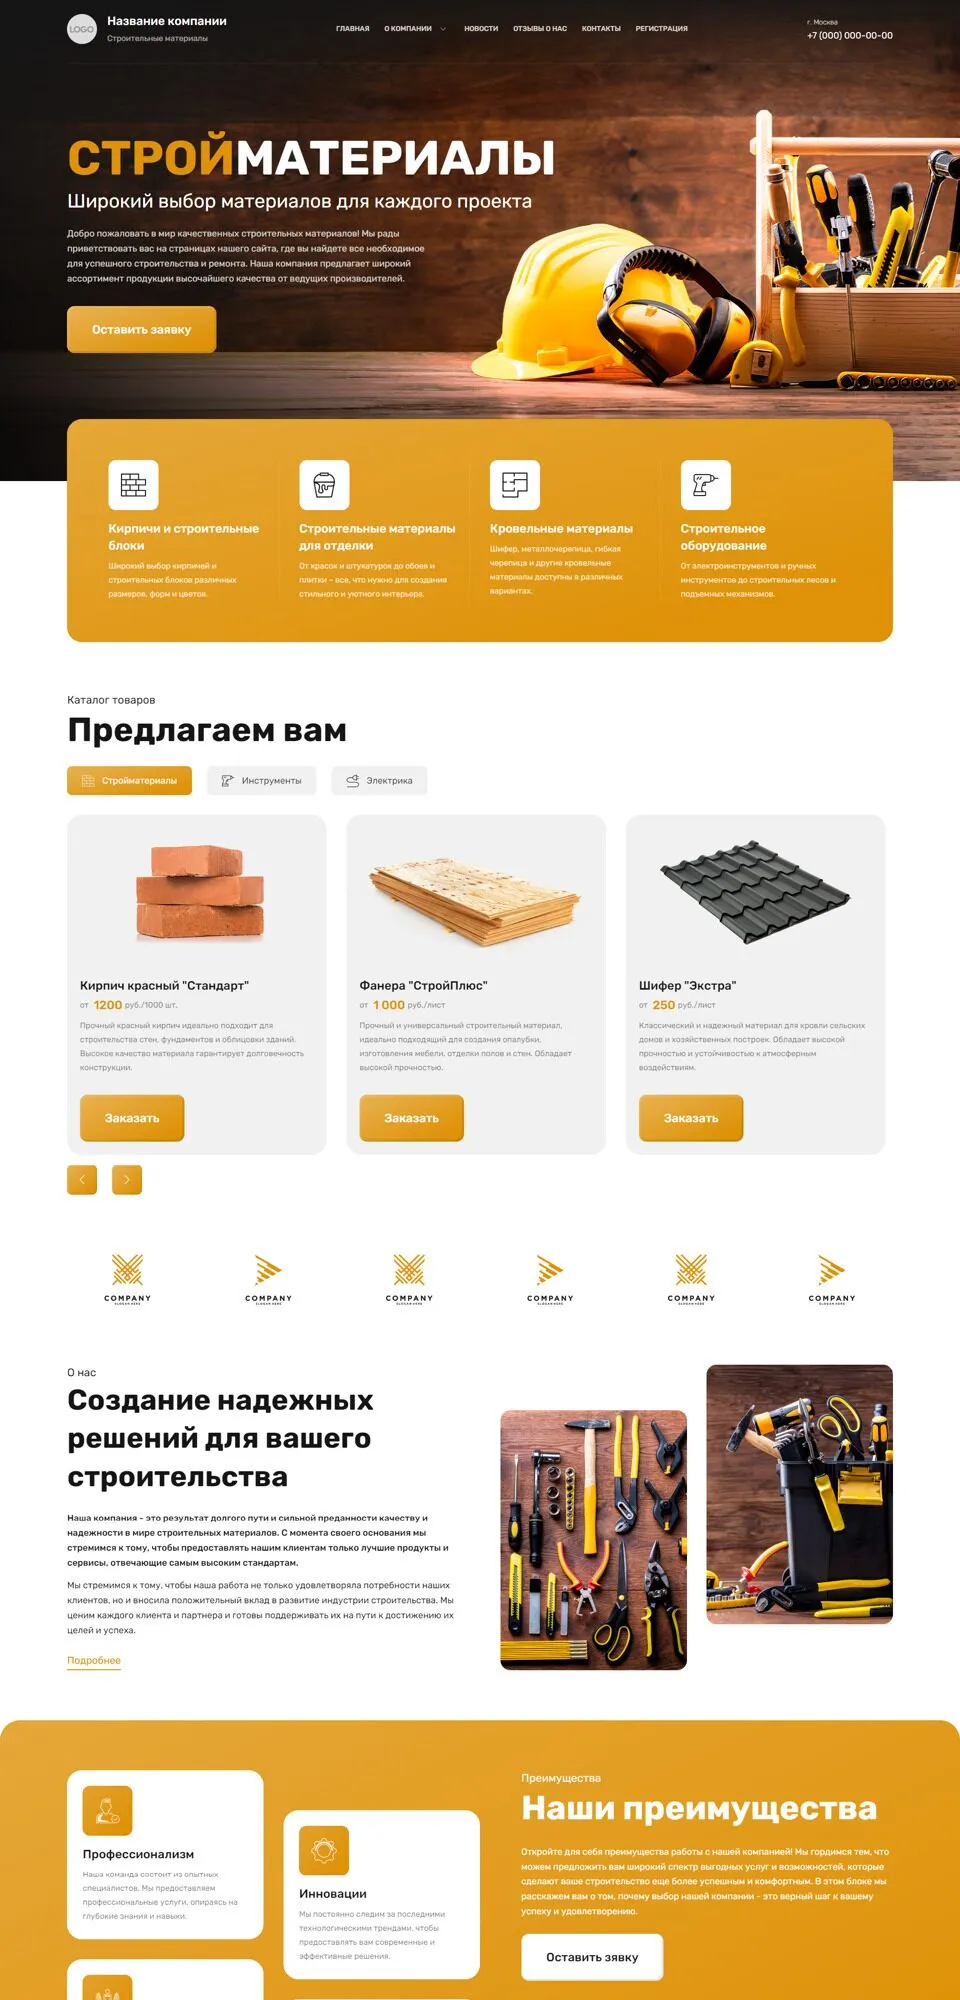 LOGO
Название компании
Строительные материалы
ГЛАВНАЯ
О КОМПАНИИ
НОВОСТИ
ОТЗЫВЫ О НАС
КОНТАКТЫ
РЕГИСТРАЦИЯ
г. Москва
+7 (000) 000-00-00
СТРОЙМАТЕРИАЛЫ
Широкий выбор материалов для каждого проекта
Добро пожаловать в мир качественных строительных материалов! Мы рады
приветствовать вас на страницах нашего сайта, где вы найдете все необходимое
для успешного строительства и ремонта. Наша компания предлагает широкий
ассортимент продукции высочайшего качества от ведущих производителей.
Оставить заявку
Кирпичи и строительные
блоки
Широкий выбор кирпичей и
строительных блоков различных
размеров, форм и цветов.
Строительные материалы
для отделки
От красок и штукатурок до обоев и
плитки – все, что нужно для создания
стильного и уютного интерьера.
Кровельные материалы
Шифер, металлочерепица, гибкая
черепица и другие кровельные
материалы доступны в различных
вариантах.
Строительное
оборудование
От электроинструментов и ручных
инструментов до строительных лесов и
подъемных механизмов.
Каталог товаров
Предлагаем вам
Стройматериалы
Инструменты
Электрика
Кирпич красный "Стандарт"
от 1200 руб./1000 шт.
Прочный красный кирпич идеально подходит для
строительства стен, фундаментов и облицовки зданий.
Высокое качество материала гарантирует долговечность
конструкции.
Заказать
Фанера "СтройПлюс"
от 1 000 руб./лист
Прочный и универсальный строительный материал,
идеально подходящий для создания опалубки,
изготовления мебели, отделки полов и стен. Обладает
высокой прочностью.
Заказать
Шифер "Экстра"
от 250 руб./лист
Классический и надежный материал для кровли сельских
домов и хозяйственных построек. Обладает высокой
прочностью и устойчивостью к атмосферным
воздействиям.
Заказать
COMPANY
SLOGAN HERE
COMPANY
SLOGAN HERE
COMPANY
SLOGAN HERE
COMPANY
SLOGAN HERE
COMPANY
SLOGAN HERE
COMPANY
SLOGAN HERE
О нас
Создание надежных
решений для вашего
строительства
Наша компания – это результат долгого пути и сильной преданности качеству и
надежности в мире строительных материалов. С момента своего основания мы
стремимся к тому, чтобы предоставлять нашим клиентам только лучшие продукты и
сервисы, отвечающие самым высоким стандартам.
Мы стремимся к тому, чтобы наша работа не только удовлетворяла потребности наших
клиентов, но и вносила положительный вклад в развитие индустрии строительства. Мы
ценим каждого клиента и партнера и готовы поддерживать их на пути к достижению их
целей и успеха.
Подробнее
Профессионализм
Наша команда состоит из опытных
специалистов. Мы предоставляем
профессиональные услуги, опираясь на
глубокие знания и навыки.
Инновации
Мы постоянно следим за последними
технологическими трендами, чтобы
предоставлять вам современные и
эффективные решения.
Преимущества
Наши преимущества
Откройте для себя преимущества работы с нашей компанией! Мы гордимся тем, что
можем предложить вам широкий спектр выгодных услуг и возможностей, которые
сделают ваше строительство еще более успешным и комфортным. В этом блоке мы
расскажем вам о том, почему выбор нашей компании – это верный шаг к вашему
успеху и удовлетворению.
Оставить зявку